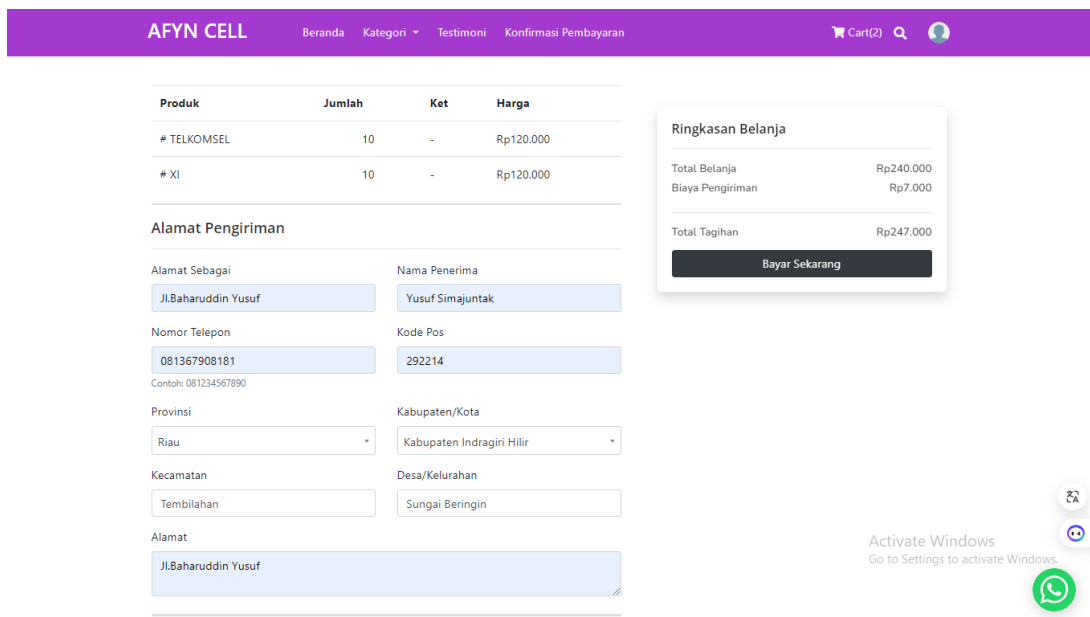 AFYN CELL Beranda Kategori Testimoni Konfirmasi Pembayaran Cart(2)
Produk Jumlah Ket Harga
# TELKOMSEL 10 - Rp120.000
# XI 10 - Rp120.000
Alamat Pengiriman
Alamat Sebagai Nama Penerima
Jl.Baharuddin Yusuf Yusuf Simajuntak
Nomor Telepon Kode Pos
081367908181 292214
Contoh: 081234567890
Provinsi Kabupaten/Kota
Riau Kabupaten Indragiri Hilir
Kecamatan Desa/Kelurahan
Tembilahan Sungai Beringin
Alamat
Jl.Baharuddin Yusuf
Ringkasan Belanja
Total Belanja Rp240.000
Biaya Pengiriman Rp7.000
Total Tagihan Rp247.000
Bayar Sekarang
Activate Windows
Go to Settings to activate Windows.